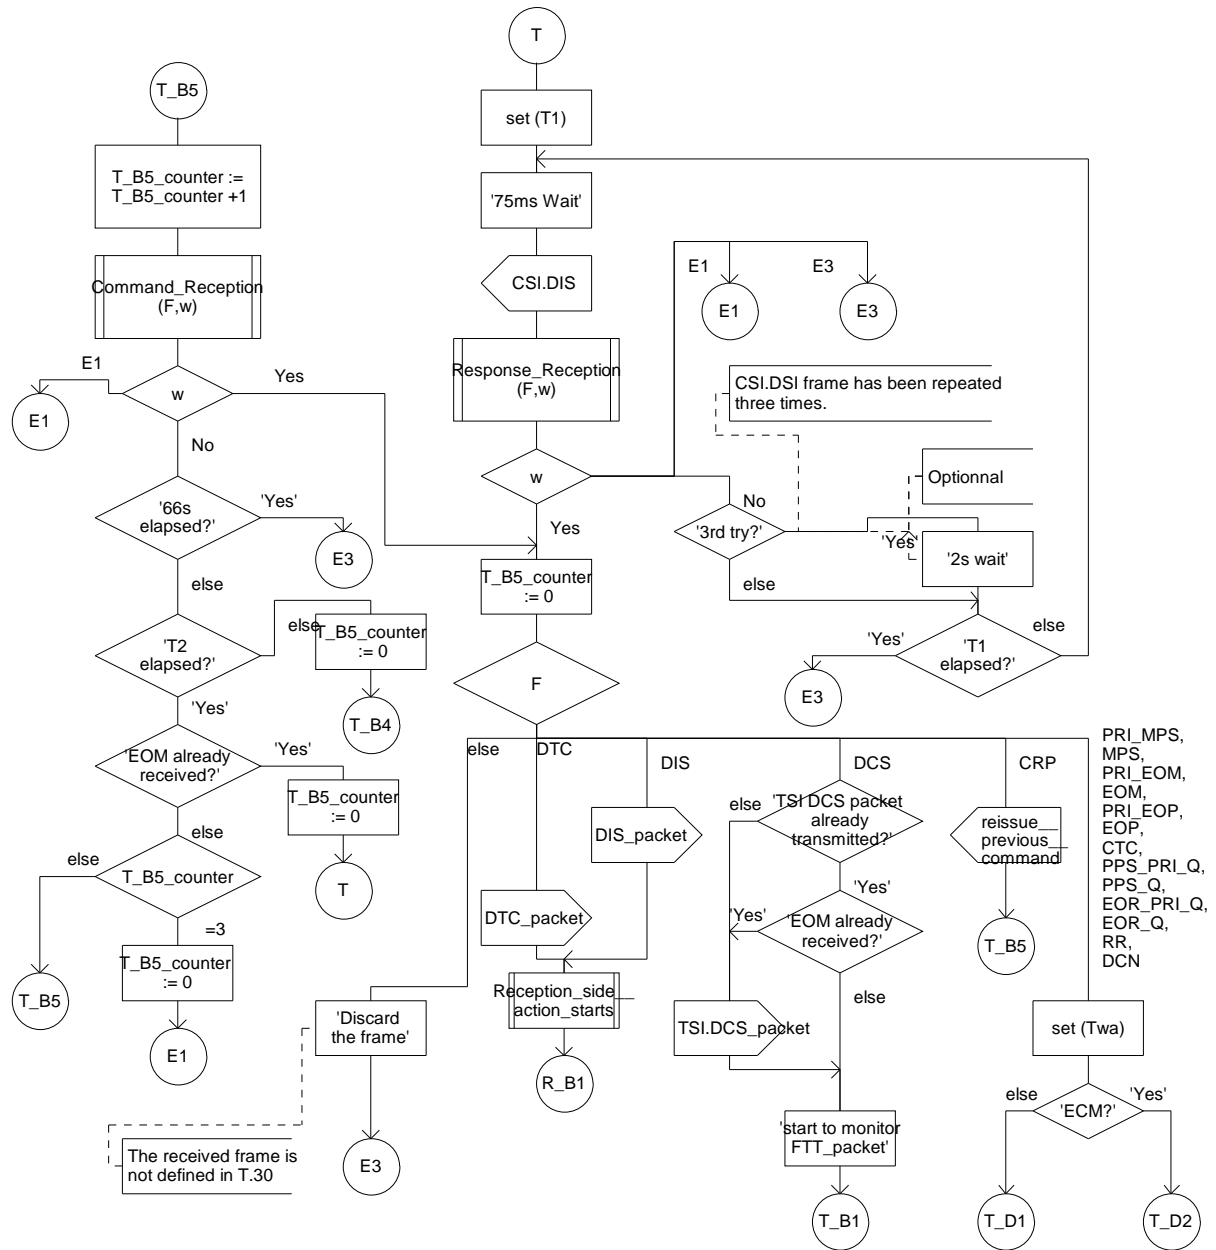 T
T_B5
set (T1)
T_B5_counter :=
T_B5_counter +1
'75ms Wait'
Command_Reception
(F,w)
CSI.DIS
E1
E3
E1
E3
Response_Reception
(F,w)
CSI.DSI frame has been repeated
three times.
E1
w
Yes
E1
No
w
Optionnal
No
'66s
elapsed?'
'Yes'
E3
Yes
'3rd try?'
'Yes'
'2s wait'
else
T_B5_counter
:= 0
else
else
T_B5_counter
:= 0
'T2
elapsed?'
'Yes'
'T1
elapsed?'
else
F
E3
'Yes'
T_B4
'EOM already
received?'
'Yes'
T_B5_counter
:= 0
else
DTC
DIS
DCS
CRP
PRI_MPS,
MPS,
PRI_EOM,
EOM,
PRI_EOP,
EOP,
CTC,
PPS_PRI_Q,
PPS_Q,
EOR_PRI_Q,
EOR_Q,
RR,
DCN
else
'TSI DCS packet
already
transmitted?'
DIS_packet
reissue__
previous__
command
else
else
T_B5_counter
T
'Yes'
DTC_packet
'Yes'
'EOM already
received?'
T_B5
=3
T_B5_counter
:= 0
T_B5
Reception_side__
action_starts
else
'Discard
the frame'
TSI.DCS_packet
set (Twa)
E1
R_B1
else
'ECM?'
'Yes'
'start to monitor
FTT_packet'
The received frame is
not defined in T.30
E3
T_B1
T_D1
T_D2